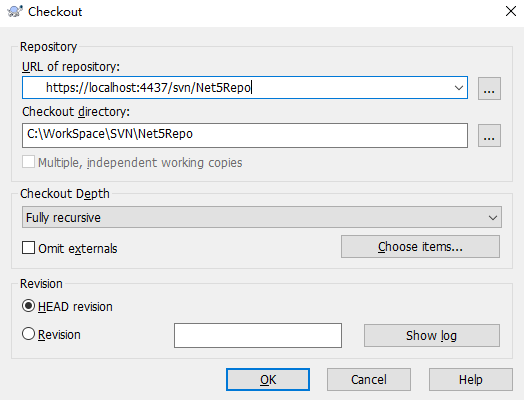 Checkout
Repository
URL of repository:
https://localhost:4437/svn/Net5Repo
...
Checkout directory:
C:\WorkSpace\SVN\Net5Repo
...
Multiple, independent working copies
Checkout Depth
Fully recursive
Omit externals
Choose items...
Revision
HEAD revision
Revision
Show log
OK
Cancel
Help